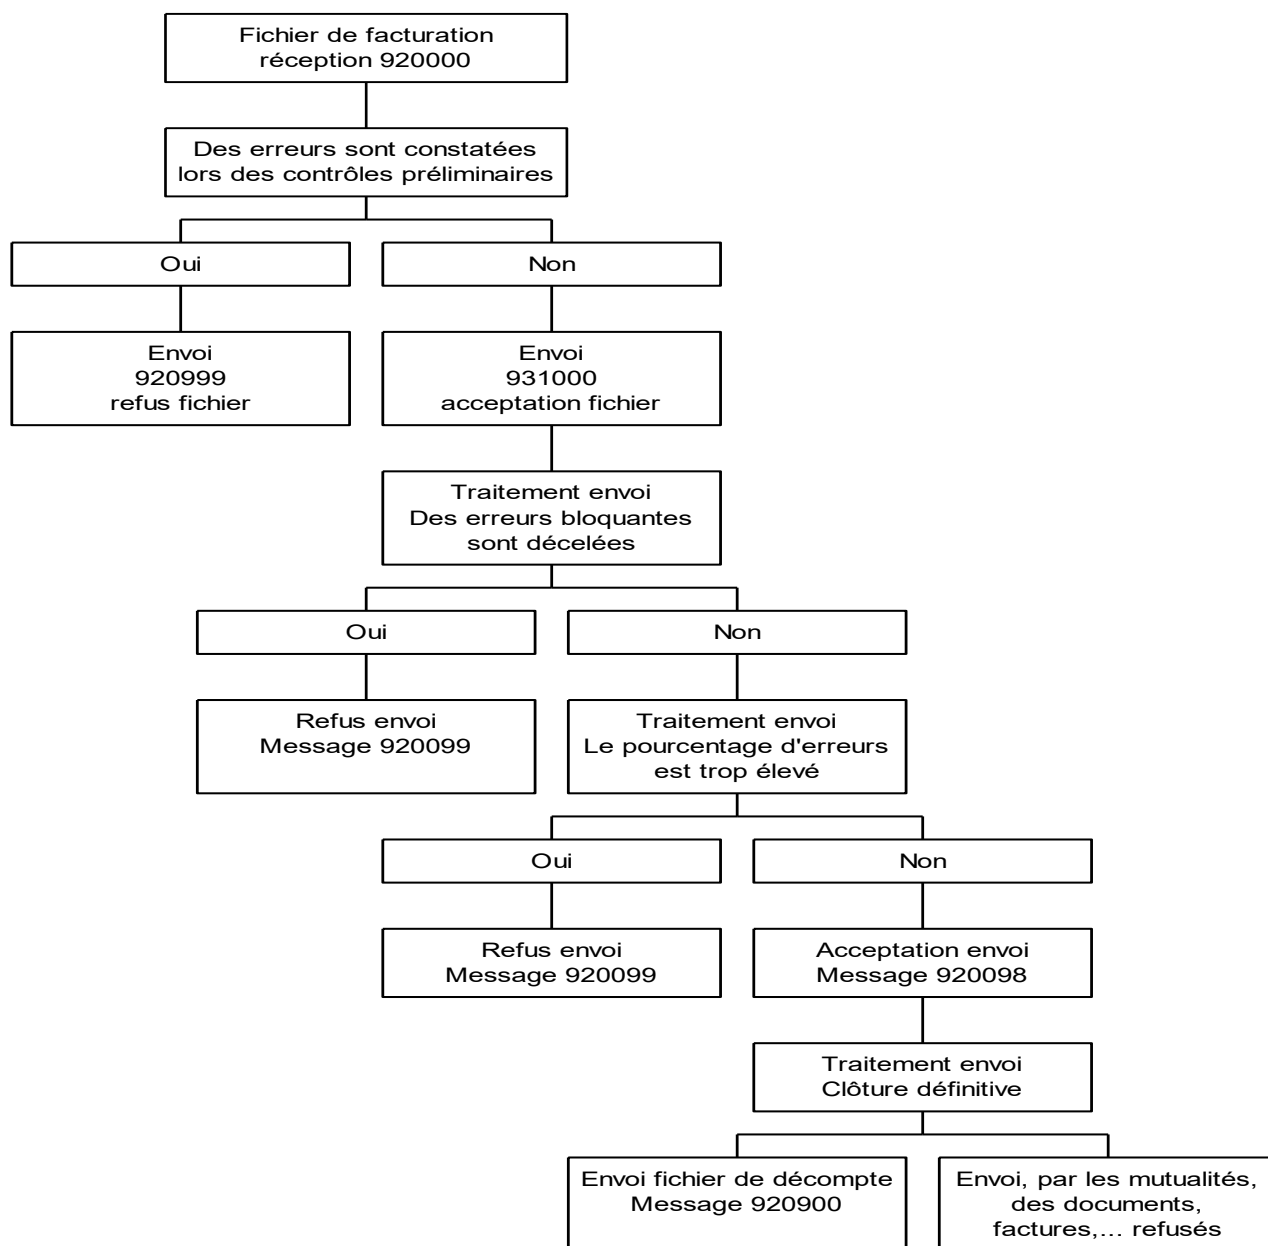 Fichier de facturation
réception 920000
Des erreurs sont constatées
lors des contrôles préliminaires
Oui
Non
Envoi
920999
refus fichier
Envoi
931000
acceptation fichier
Traitement envoi
Des erreurs bloquantes
sont décelées
Oui
Non
Refus envoi
Message 920099
Traitement envoi
Le pourcentage d'erreurs
est trop élevé
Oui
Non
Refus envoi
Message 920099
Acceptation envoi
Message 920098
Traitement envoi
Clôture définitive
Envoi fichier de décompte
Message 920900
Envoi, par les mutualités,
des documents,
factures,... refusés